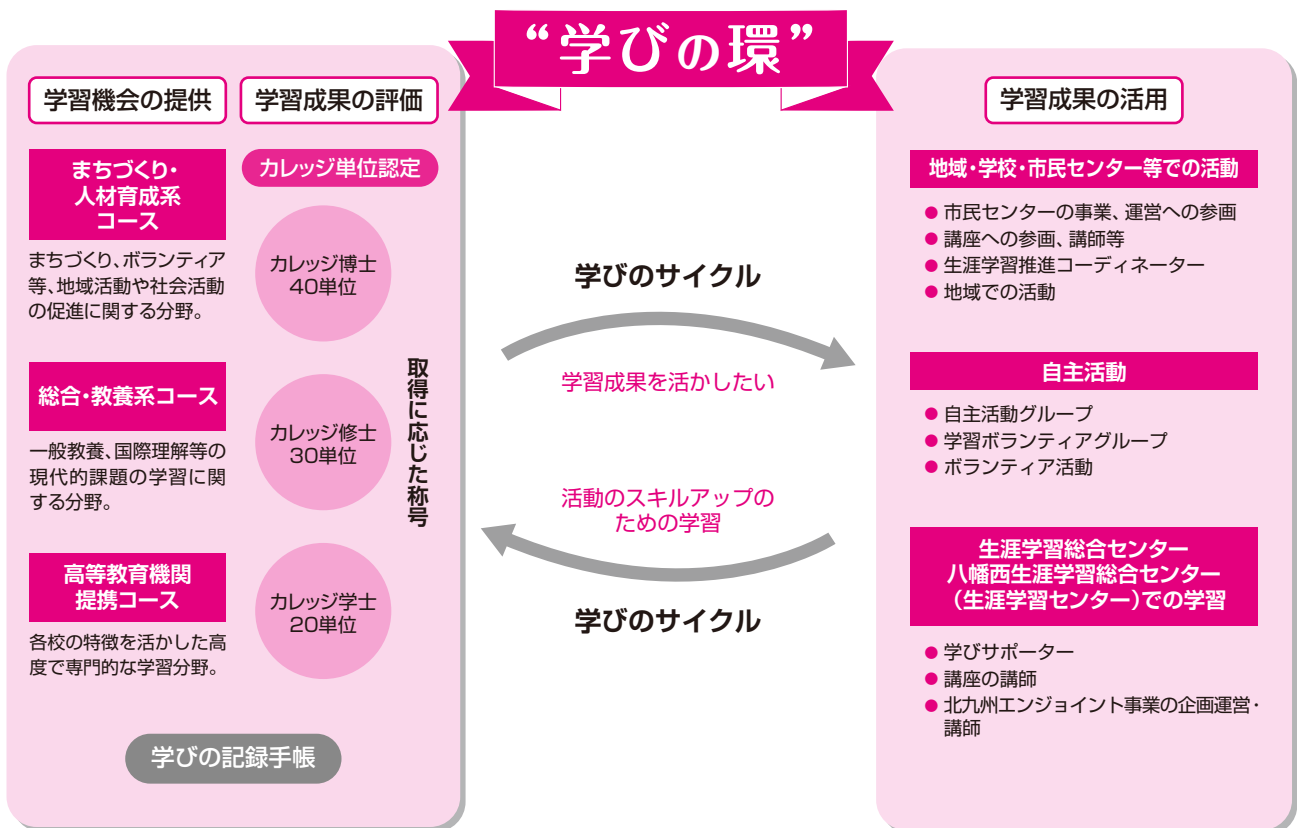 “学びの環”
学習機会の提供
まちづくり・
人材育成系
コース
まちづくり、ボランティア
等、地域活動や社会活動
の促進に関する分野。
総合・教養系コース
一般教養、国際理解等の
現代的課題の学習に関
する分野。
高等教育機関
提携コース
各校の特徴を活かした高
度で専門的な学習分野。
学習成果の評価
カレッジ単位認定
カレッジ博士
40単位
カレッジ修士
30単位
カレッジ学士
20単位
取得に応じた称号
学びの記録手帳
学びのサイクル
学習成果を活かしたい
活動のスキルアップの
ための学習
学びのサイクル
学習成果の活用
地域・学校・市民センター等での活動
● 市民センターの事業、運営への参画
● 講座への参画、講師等
● 生涯学習推進コーディネーター
● 地域での活動
自主活動
● 自主活動グループ
● 学習ボランティアグループ
● ボランティア活動
生涯学習総合センター
八幡西生涯学習総合センター
（生涯学習センター）での学習
● 学びサポーター
● 講座の講師
● 北九州エンジョイント事業の企画運営・
講師